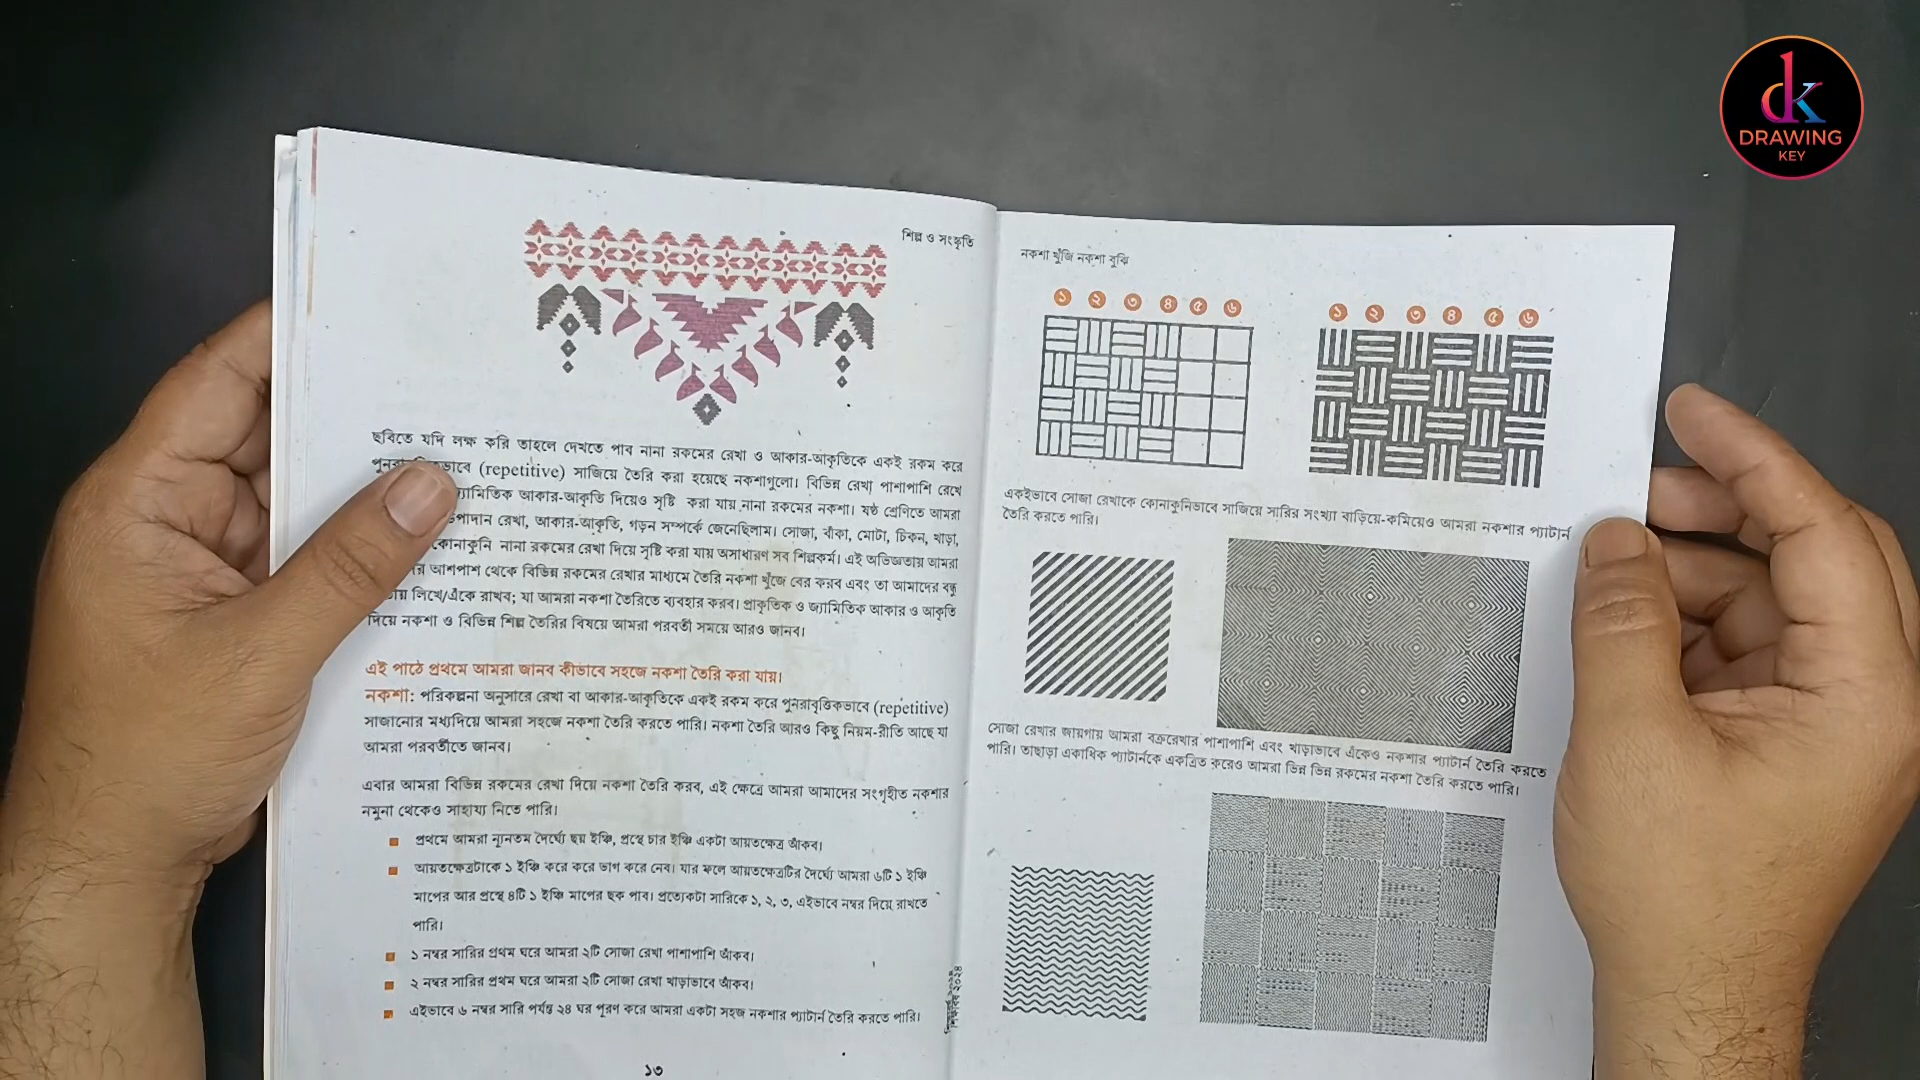 dk
DRAWING
KEY
শিল্প ও সংস্কৃতি
ছবিতে যদি লক্ষ করি তাহলে দেখতে পাব নানা রকমের রেখা ও আকার-আকৃতিকে একই রকম করে
(repetitive) সাজিয়ে তৈরি করা হয়েছে নকশাগুলো। বিভিন্ন রেখা পাশাপাশি রেখে
আকার-আকৃতি দিয়েও সৃষ্টি করা যায় নানা রকমের নকশা। ষষ্ঠ শ্রেণিতে আমরা
রেখা, আকার-আকৃতি, গড়ন সম্পর্কে জেনেছিলাম। সোজা, বাঁকা, মোটা, চিকন, খাড়া,
কোনাকুনি নানা রকমের রেখা দিয়ে সৃষ্টি করা যায় অসাধারণ সব শিল্পকর্ম। এই অভিজ্ঞতায় আমরা
আশপাশ থেকে বিভিন্ন রকমের রেখার মাধ্যমে তৈরি নকশা খুঁজে বের করব এবং তা আমাদের বন্ধু
লিখে/এঁকে রাখব; যা আমরা নকশা তৈরিতে ব্যবহার করব। প্রাকৃতিক ও জ্যামিতিক আকার ও আকৃতি
দিয়ে নকশা ও বিভিন্ন শিল্প তৈরির বিষয়ে আমরা পরবর্তী সময়ে আরও জানব।
এই পাঠে প্রথমে আমরা জানব কীভাবে সহজে নকশা তৈরি করা যায়।
নকশা: পরিকল্পনা অনুসারে রেখা বা আকার-আকৃতিকে একই রকম করে পুনরাবৃত্তিকভাবে (repetitive)
সাজানোর মধ্যদিয়ে আমরা সহজে নকশা তৈরি করতে পারি। নকশা তৈরি আরও কিছু নিয়ম-রীতি আছে যা
আমরা পরবর্তীতে জানব।
এবার আমরা বিভিন্ন রকমের রেখা দিয়ে নকশা তৈরি করব, এই ক্ষেত্রে আমরা আমাদের সংগৃহীত নকশার
নমুনা থেকেও সাহায্য নিতে পারি।
প্রথমে আমরা ন্যূনতম দৈর্ঘ্যে ছয় ইঞ্চি, প্রস্থে চার ইঞ্চি একটা আয়তক্ষেত্র আঁকব।
আয়তক্ষেত্রটাকে ১ ইঞ্চি করে করে ভাগ করে নেব। যার ফলে আয়তক্ষেত্রটির দৈর্ঘ্যে আমরা ৬টি ১ ইঞ্চি
মাপের আর প্রস্থে ৪টি ১ ইঞ্চি মাপের ছক পাব। প্রত্যেকটা সারিকে ১, ২, ৩, এইভাবে নম্বর দিয়ে রাখতে
পারি।
১ নম্বর সারির প্রথম ঘরে আমরা ২টি সোজা রেখা পাশাপাশি আঁকব।
২ নম্বর সারির প্রথম ঘরে আমরা ২টি সোজা রেখা খাড়াভাবে আঁকব।
এইভাবে ৬ নম্বর সারি পর্যন্ত ২৪ ঘর পূরণ করে আমরা একটা সহজ নকশার প্যাটার্ন তৈরি করতে পারি।
১৩
নকশা খুঁজি নকশা বুঝি
১ ২ ৩ ৪ ৫ ৬
১ ২ ৩ ৪ ৫ ৬
একইভাবে সোজা রেখাকে কোনাকুনিভাবে সাজিয়ে সারির সংখ্যা বাড়িয়ে-কমিয়েও আমরা নকশার প্যাটার্ন
তৈরি করতে পারি।
সোজা রেখার জায়গায় আমরা বক্ররেখার পাশাপাশি এবং খাড়াভাবে এঁকেও নকশার প্যাটার্ন তৈরি করতে
পারি। তাছাড়া একাধিক প্যাটার্নকে একত্রিত করেও আমরা ভিন্ন ভিন্ন রকমের নকশা তৈরি করতে পারি।
শিক্ষাবর্ষ ২০২৪